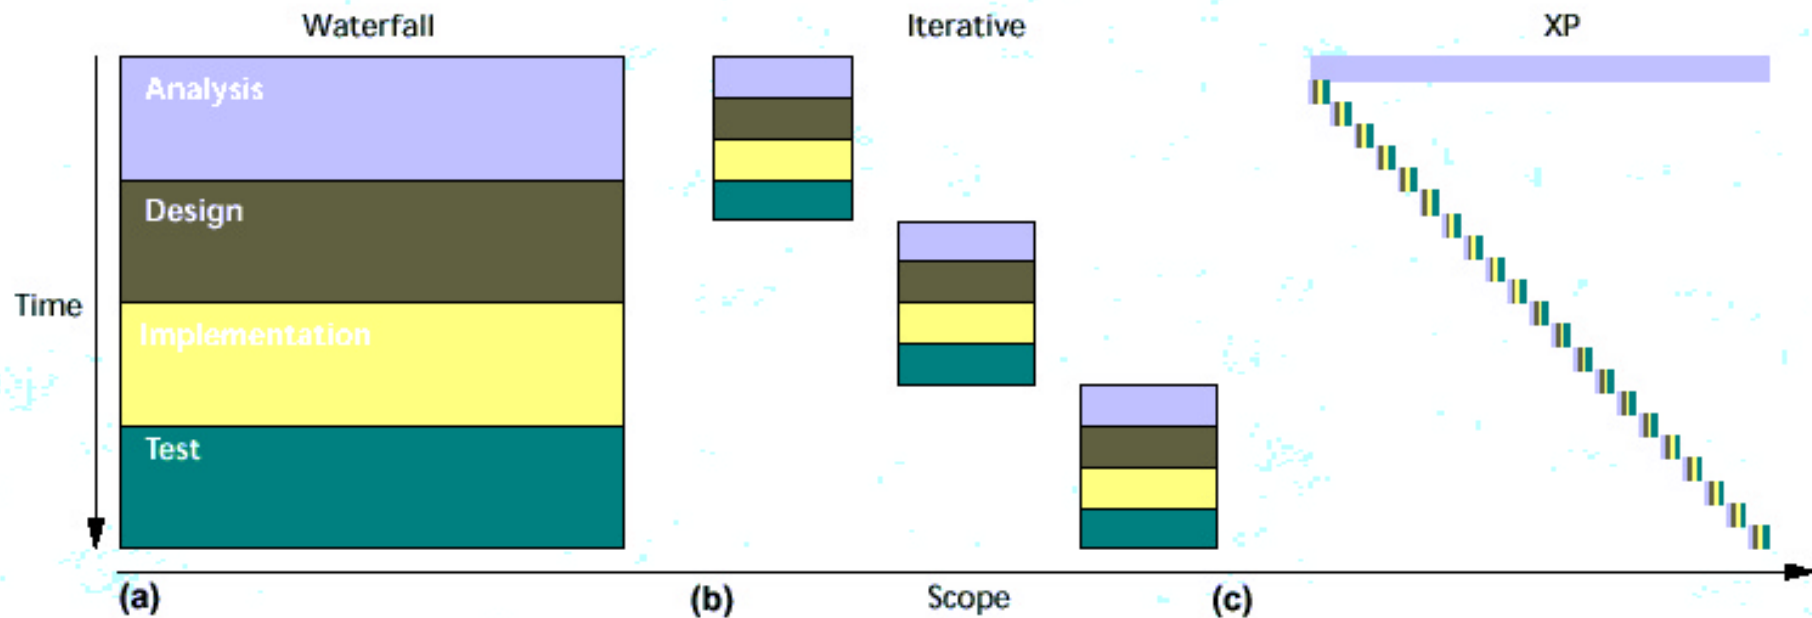 Waterfall
Iterative
XP
Analysis
Design
Time
Implementation
Test
(a)
(b)
Scope
(c)